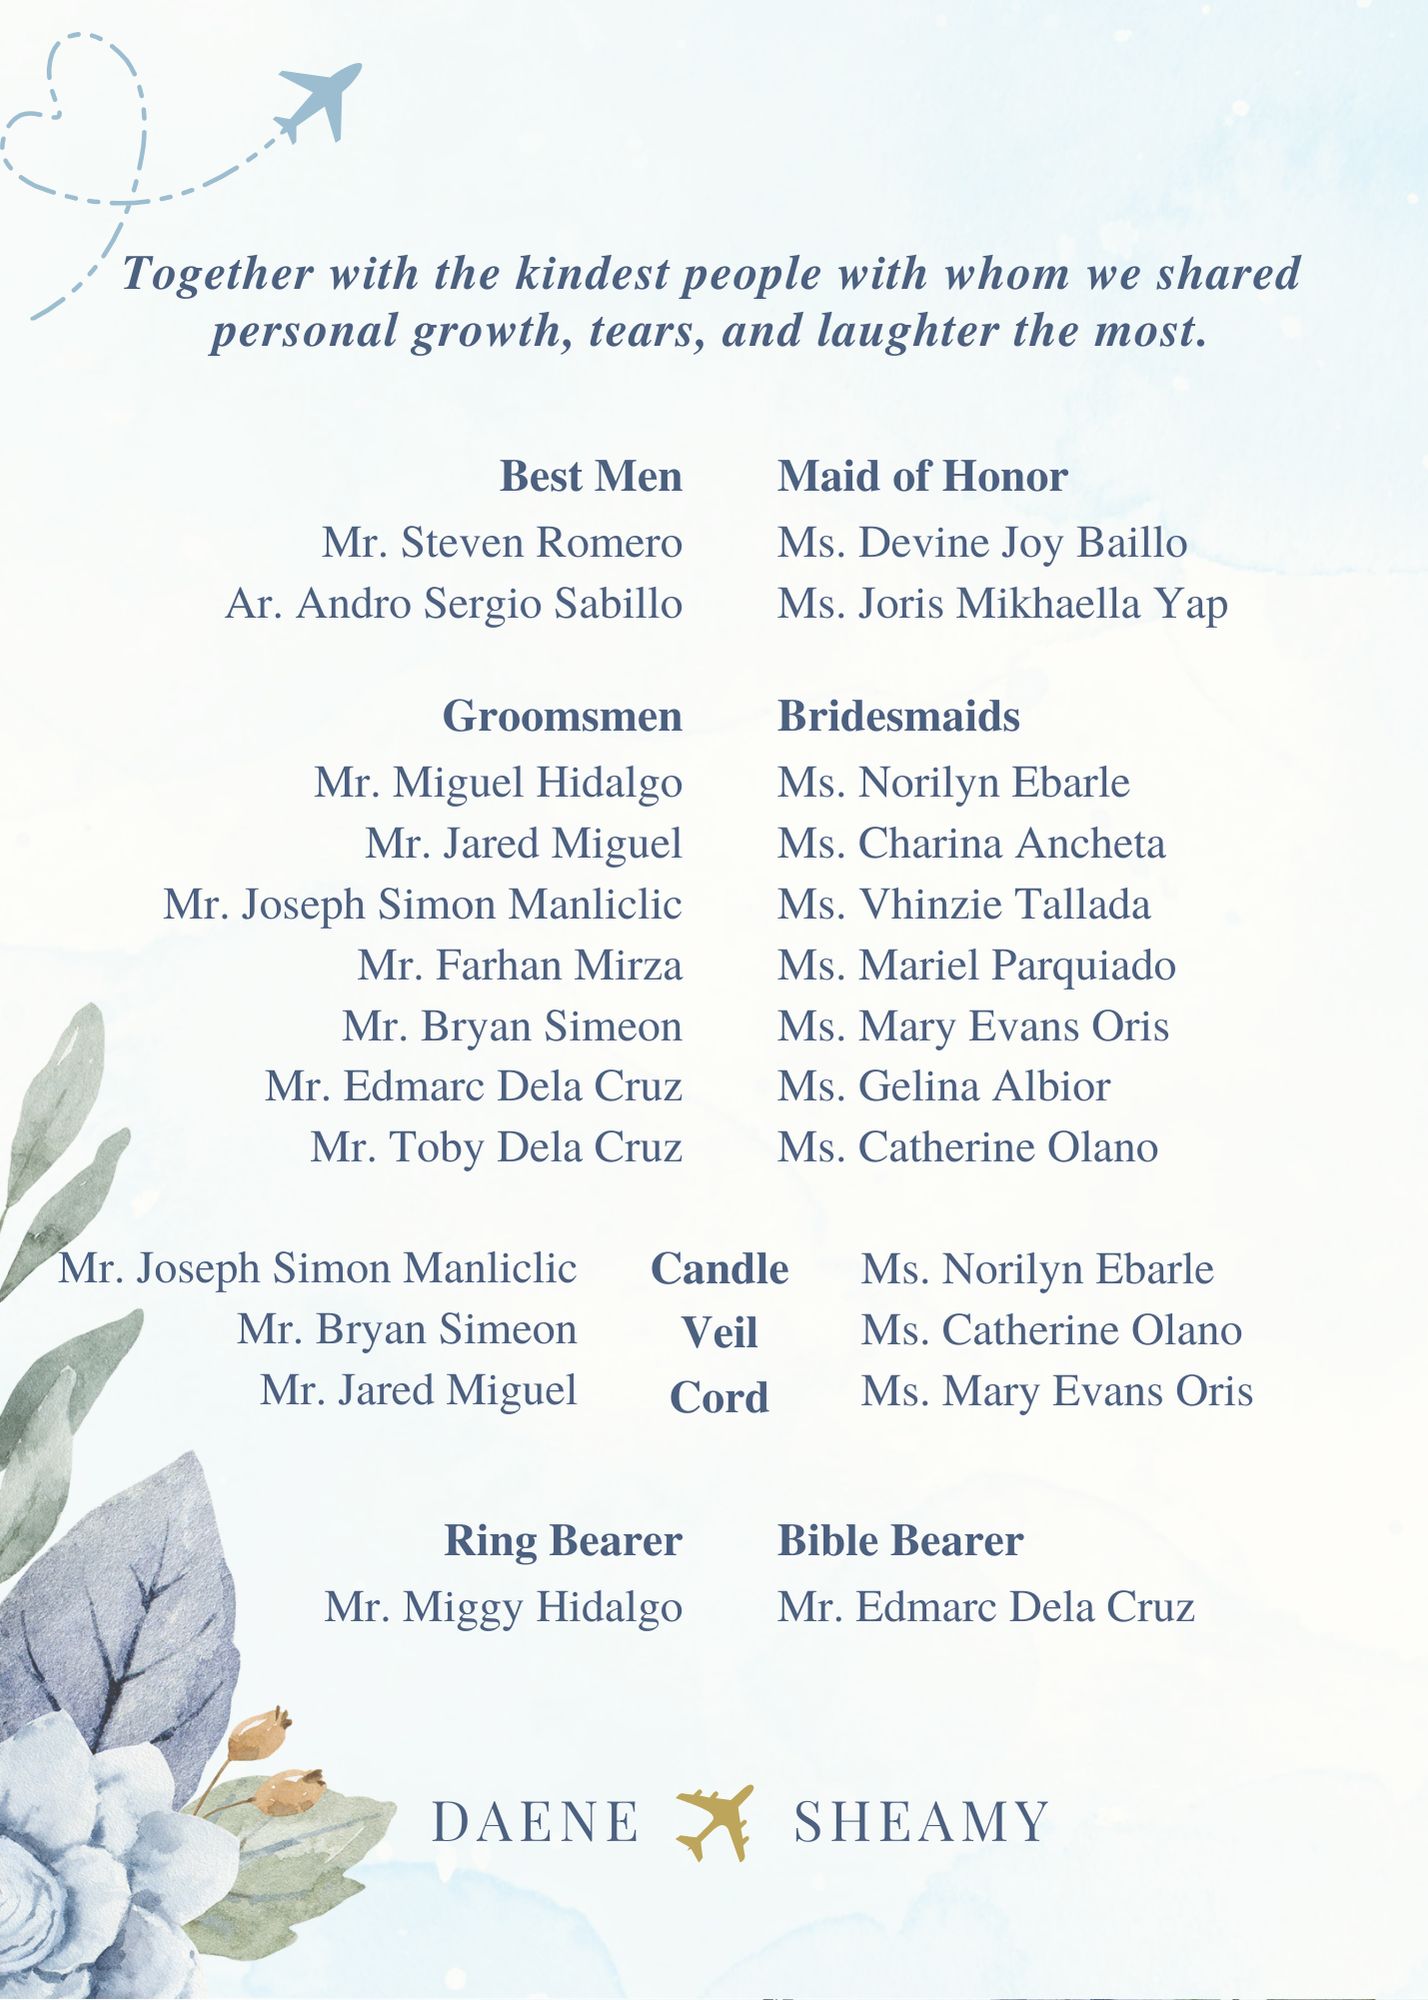 Together with the kindest people with whom we shared
personal growth, tears, and laughter the most.
Best Men
Mr. Steven Romero
Ar. Andro Sergio Sabillo
Maid of Honor
Ms. Devine Joy Baillo
Ms. Joris Mikhaella Yap
Groomsmen
Mr. Miguel Hidalgo
Mr. Jared Miguel
Mr. Joseph Simon Manliclic
Mr. Farhan Mirza
Mr. Bryan Simeon
Mr. Edmarc Dela Cruz
Mr. Toby Dela Cruz
Bridesmaids
Ms. Norilyn Ebarle
Ms. Charina Ancheta
Ms. Vhinzie Tallada
Ms. Mariel Parquiado
Ms. Mary Evans Oris
Ms. Gelina Albior
Ms. Catherine Olano
Mr. Joseph Simon Manliclic Candle Ms. Norilyn Ebarle
Mr. Bryan Simeon Veil Ms. Catherine Olano
Mr. Jared Miguel Cord Ms. Mary Evans Oris
Ring Bearer
Mr. Miggy Hidalgo
Bible Bearer
Mr. Edmarc Dela Cruz
DAENE SHEAMY